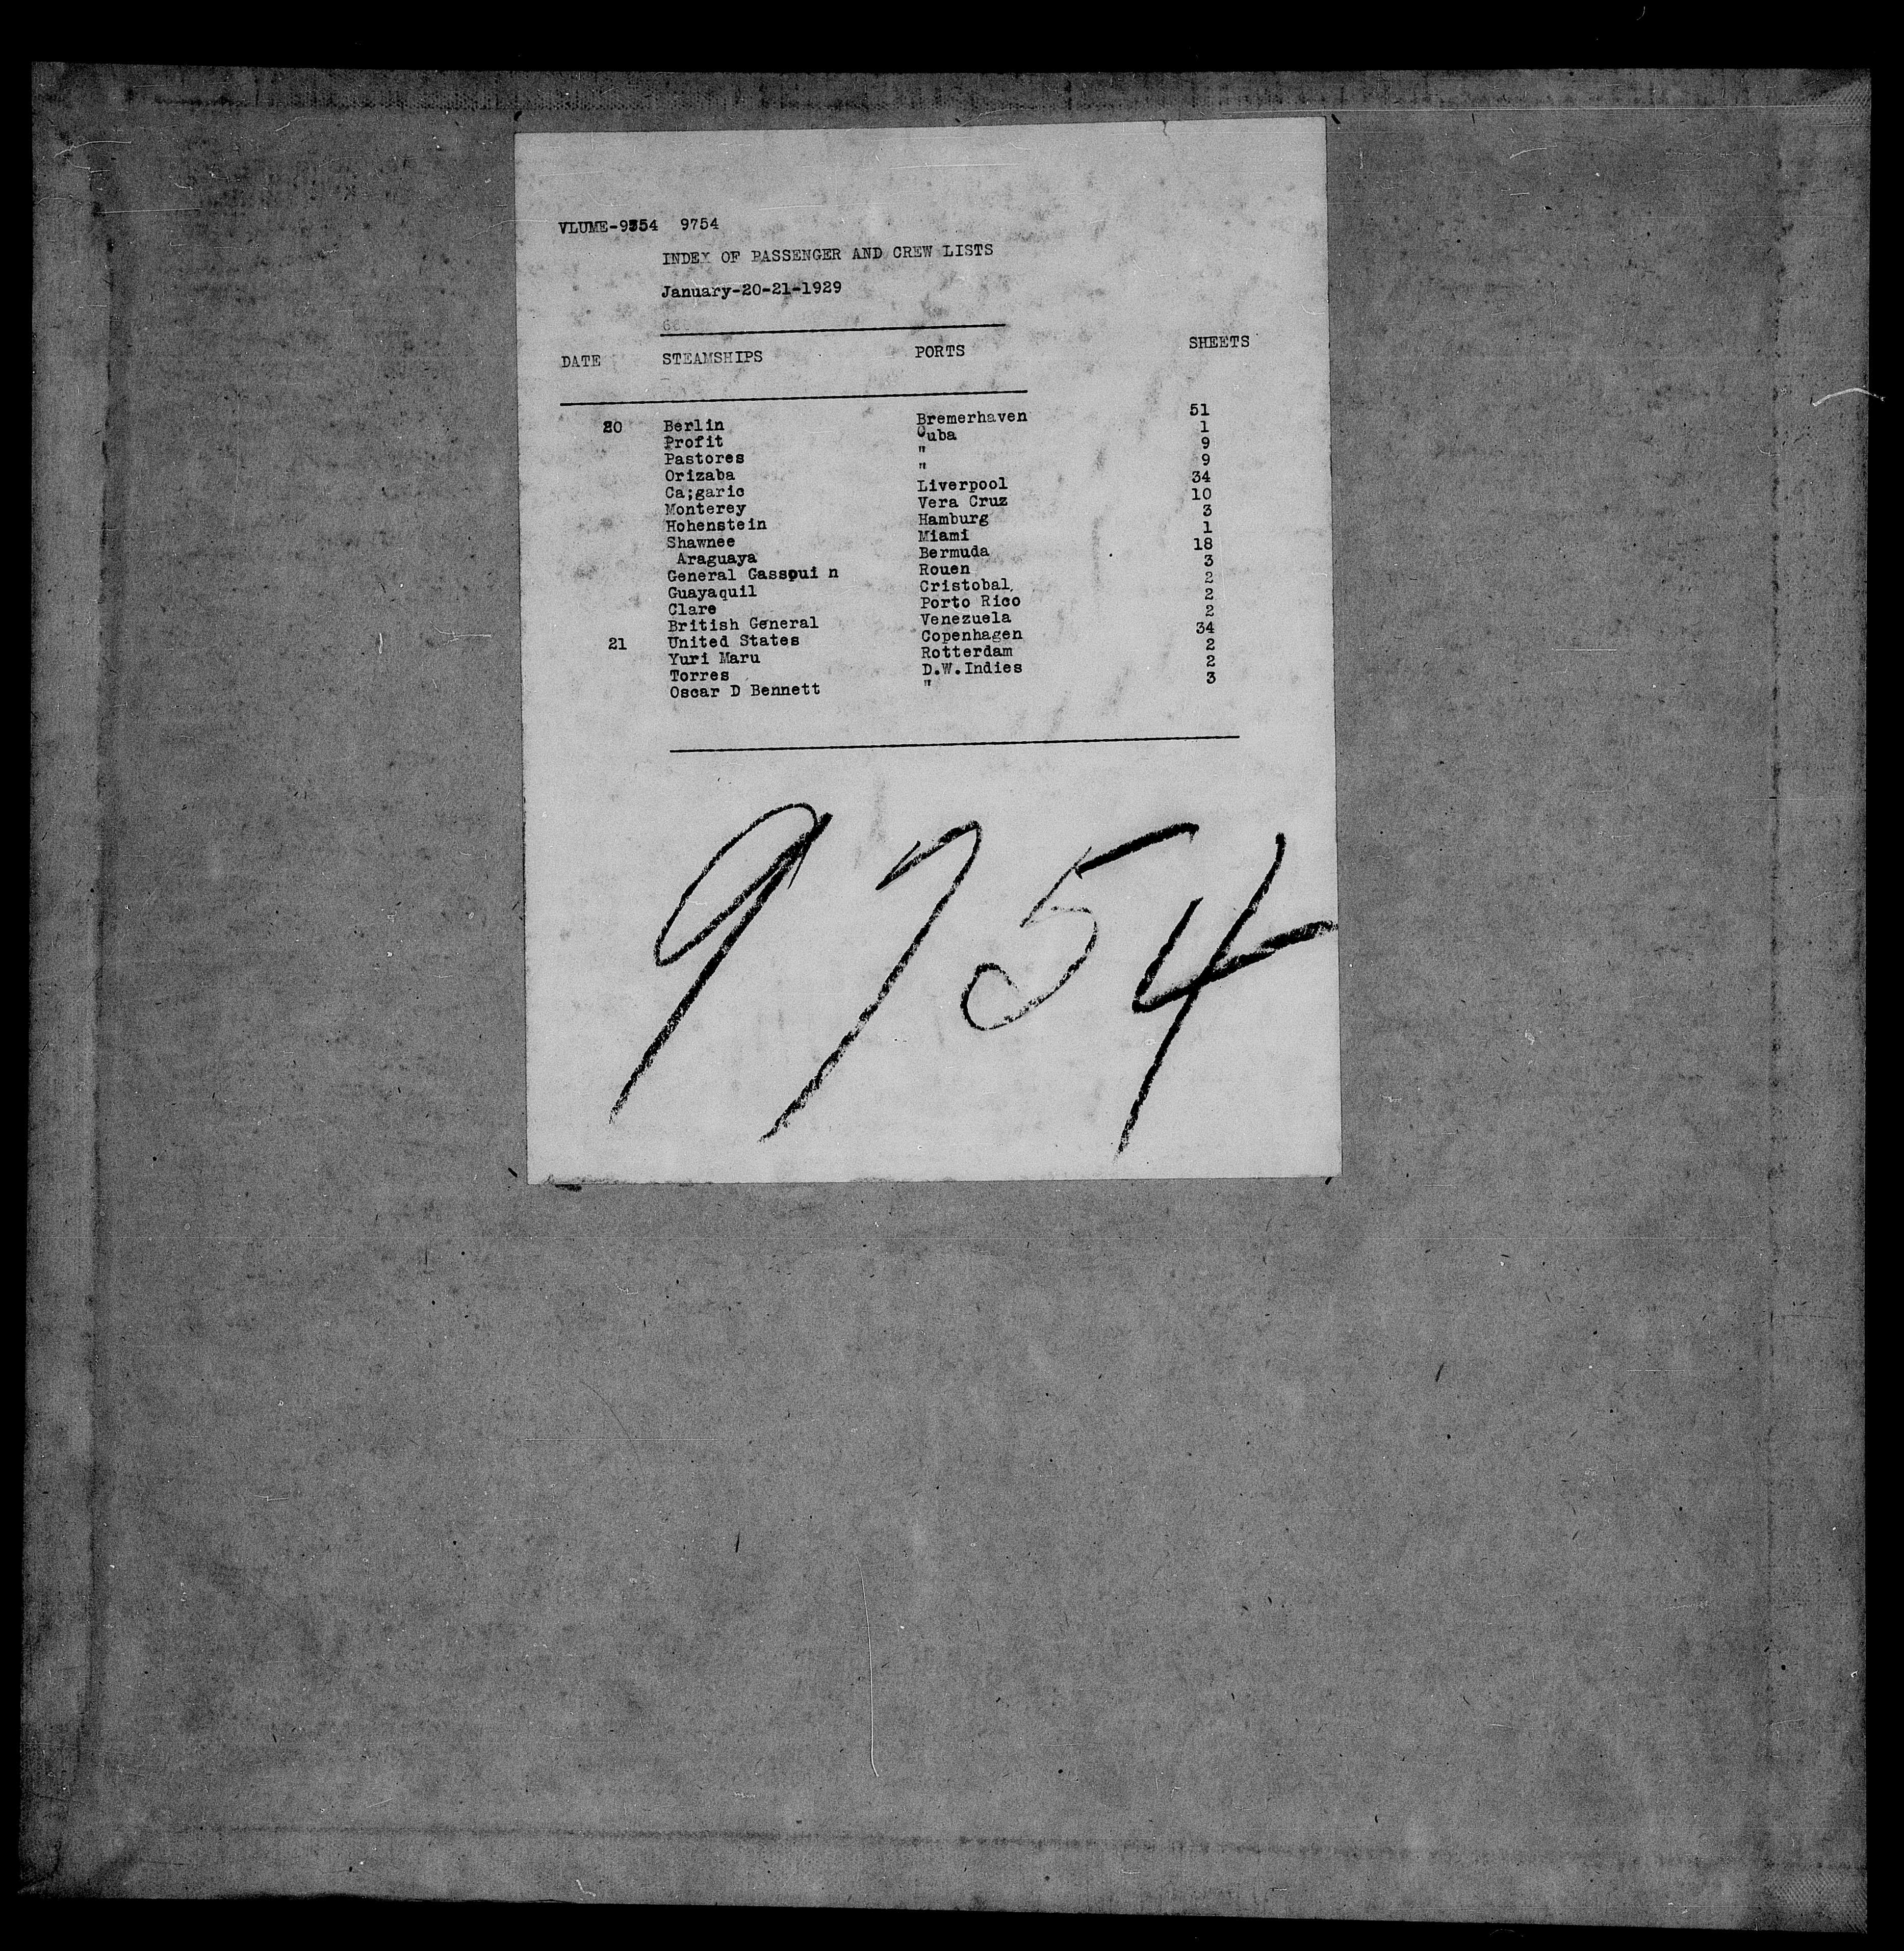 VLUME-9354 9754
INDEX OF PASSENGER AND CREW LISTS
January-20-21-1929
DATE STEAMSHIPS PORTS SHEETS
20 Berlin Bremerhaven 51
Profit Cuba 1
Pastores " 9
Orizaba " 9
Ca;garic Liverpool 34
Monterey Vera Cruz 10
Hohenstein Hamburg 3
Shawnee Miami 1
Araguaya Bermuda 18
General Gassoui n Rouen 3
Guayaquil Cristobal, 2
Clare Porto Rico 2
British General Venezuela 2
21 United States Copenhagen 34
Yuri Maru Rotterdam 2
Torres D.W.Indies 2
Oscar D Bennett " 3
9754